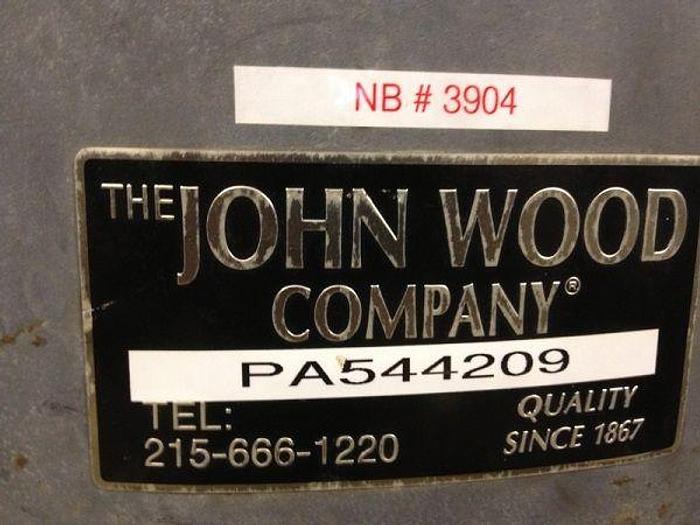 NB # 3904
THE JOHN WOOD
COMPANY®
PA544209
TEL:
215-666-1220
QUALITY
SINCE 1867